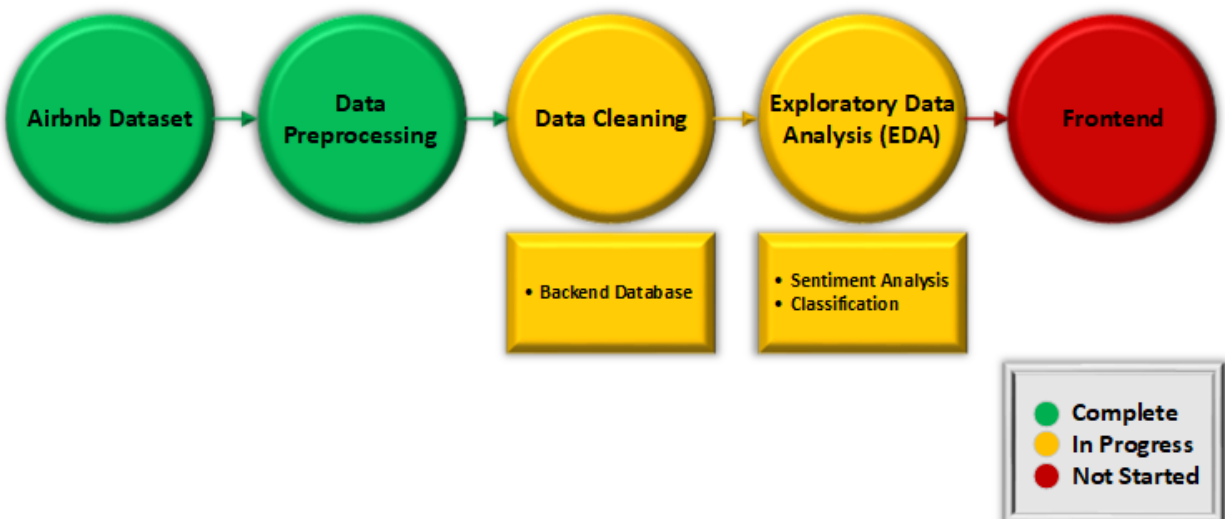 Airbnb Dataset
Data
Preprocessing
Data Cleaning
Exploratory Data
Analysis (EDA)
Frontend
• Backend Database
• Sentiment Analysis
• Classification
Complete
In Progress
Not Started